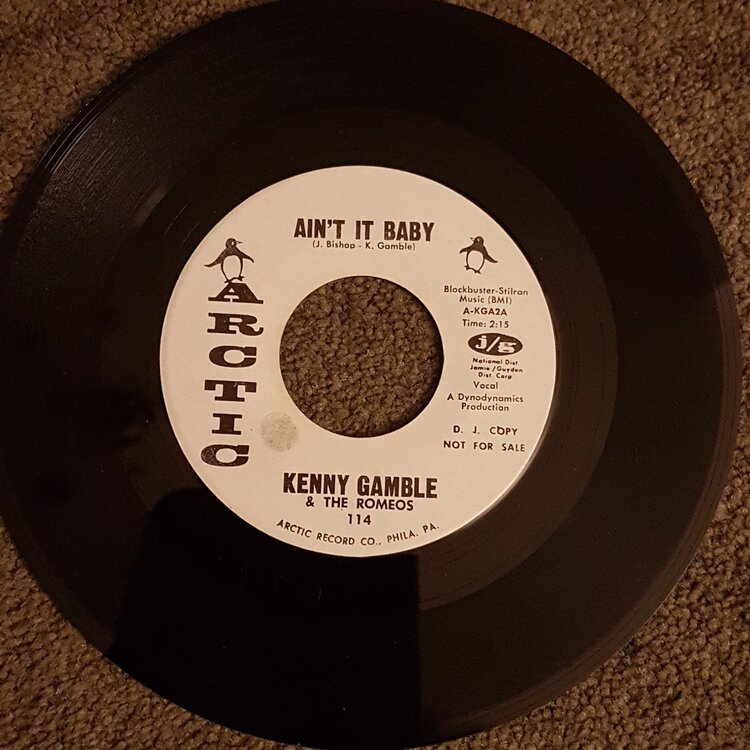 AIN'T IT BABY
(J. Bishop - K. Gamble)
ARCTIC
Blockbuster-Stilran
Music (BMI)
A-KGA2A
Time: 2:15
j/g
National Dist.
Jamie/Guyden
Dist. Corp
Vocal
A Dynodynamics
Production
D. J. COPY
NOT FOR SALE
KENNY GAMBLE
& THE ROMEOS
114
ARCTIC RECORD CO., PHILA, PA.